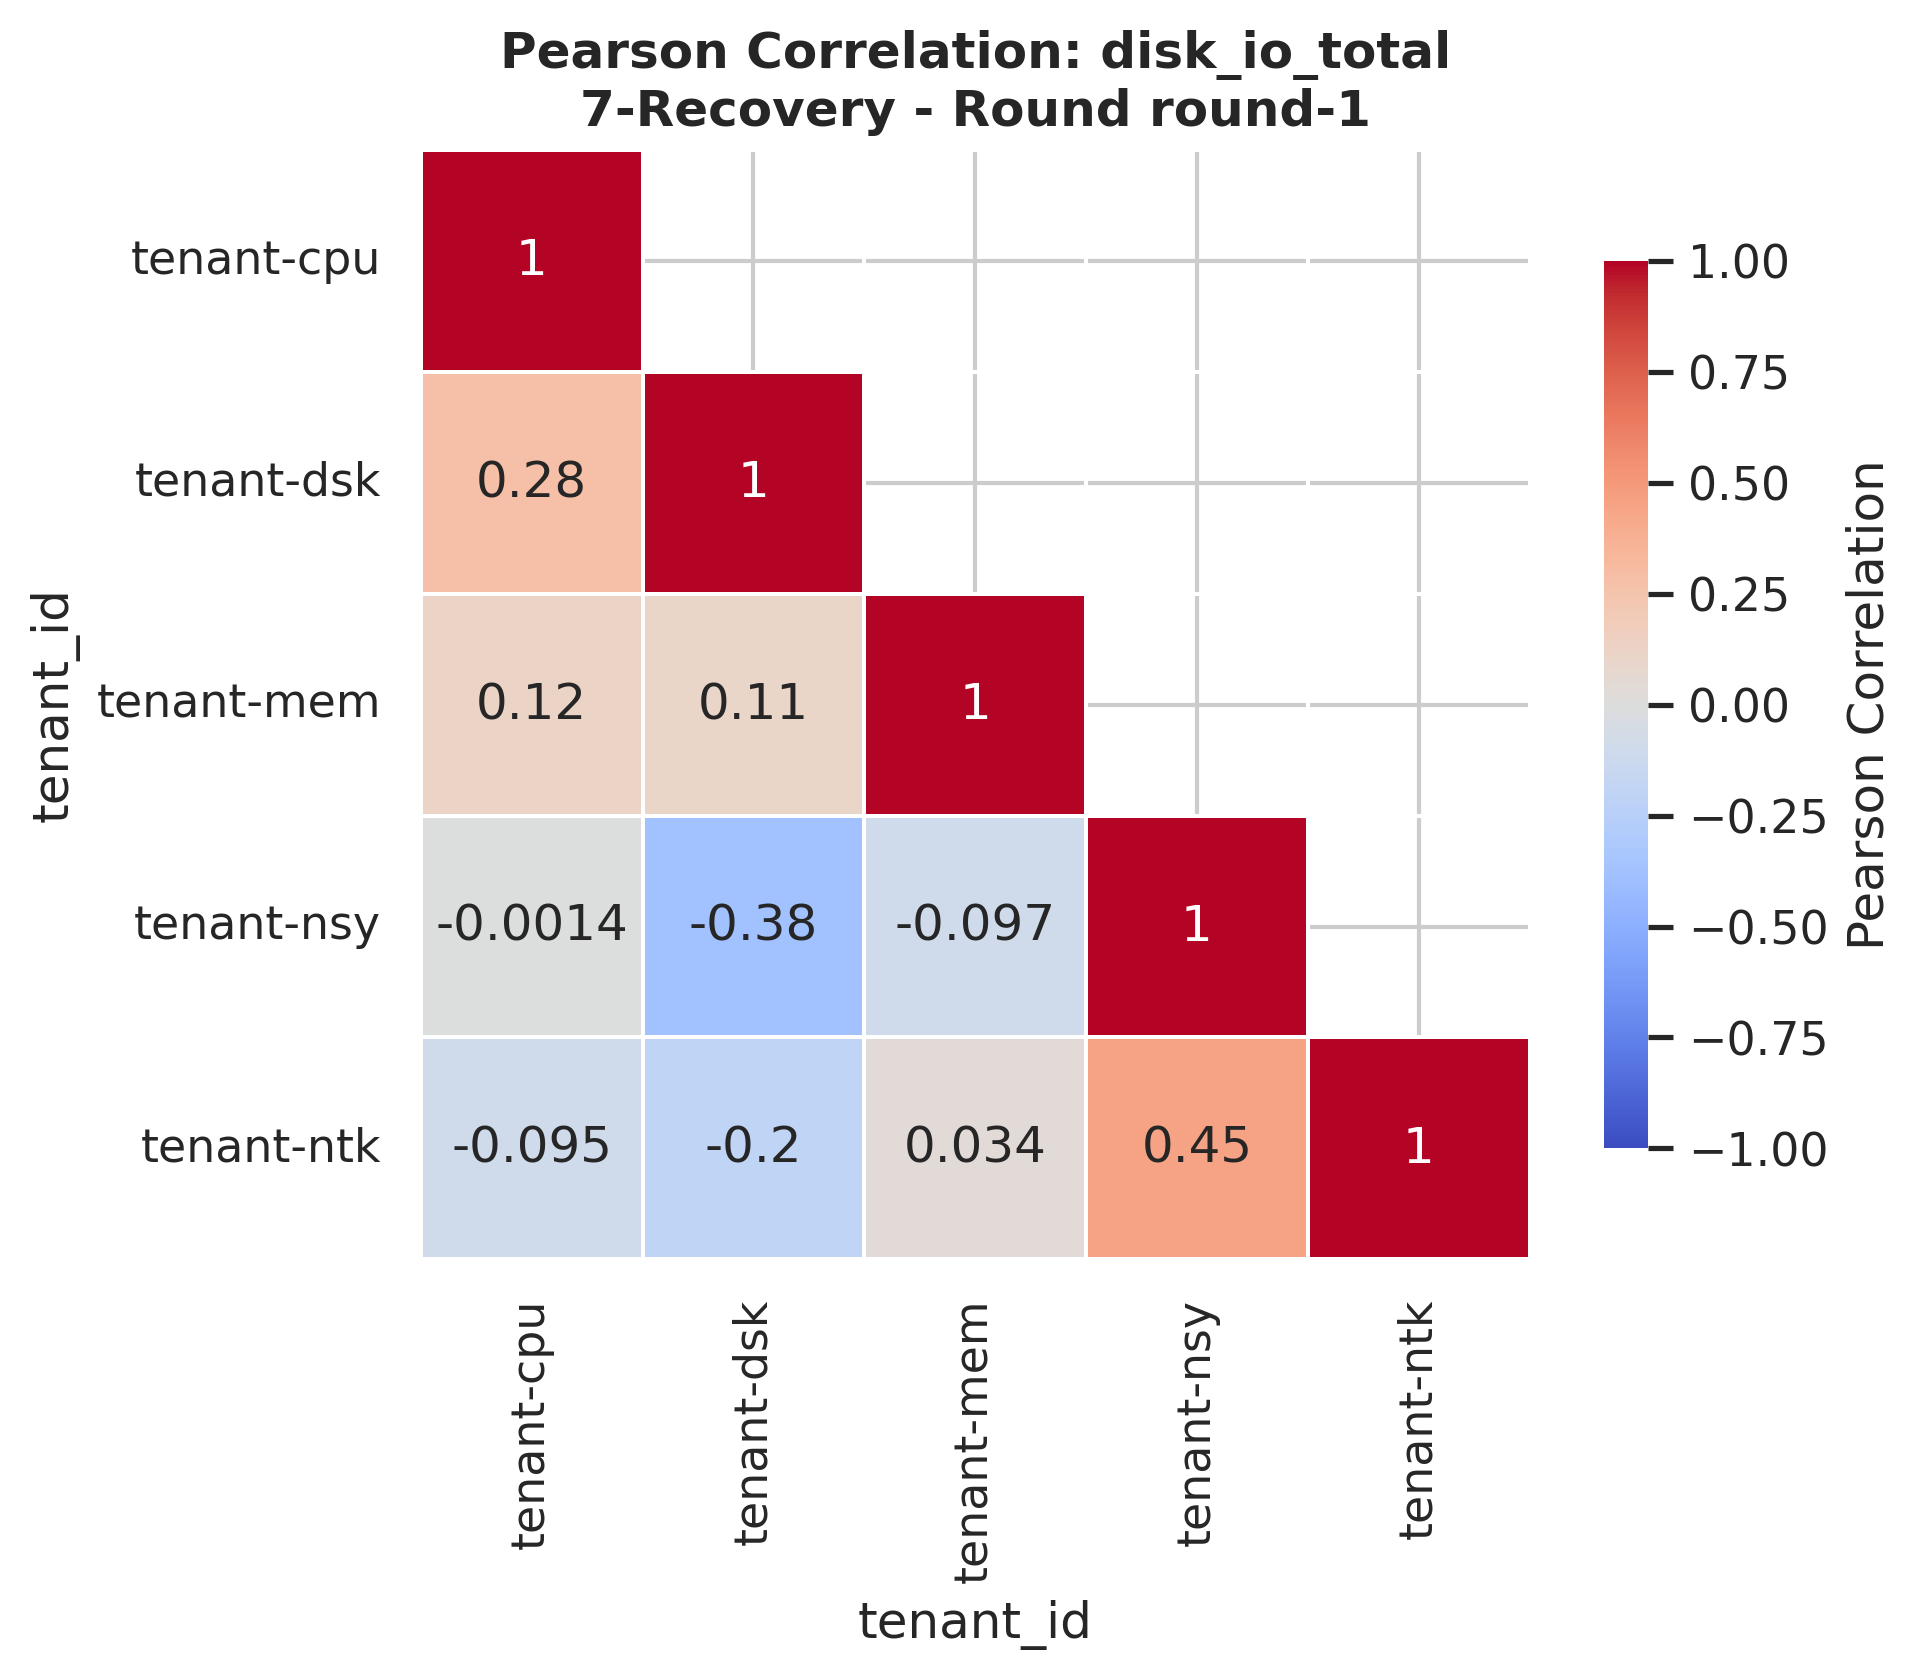 Pearson Correlation: disk_io_total
7-Recovery - Round round-1
tenant_id
tenant-cpu
1
tenant-dsk
0.28
1
tenant-mem
0.12
0.11
1
tenant-nsy
-0.0014
-0.38
-0.097
1
tenant-ntk
-0.095
-0.2
0.034
0.45
1
tenant-cpu
tenant-dsk
tenant-mem
tenant-nsy
tenant-ntk
tenant_id
1.00
0.75
0.50
0.25
0.00
−0.25
−0.50
−0.75
−1.00
Pearson Correlation